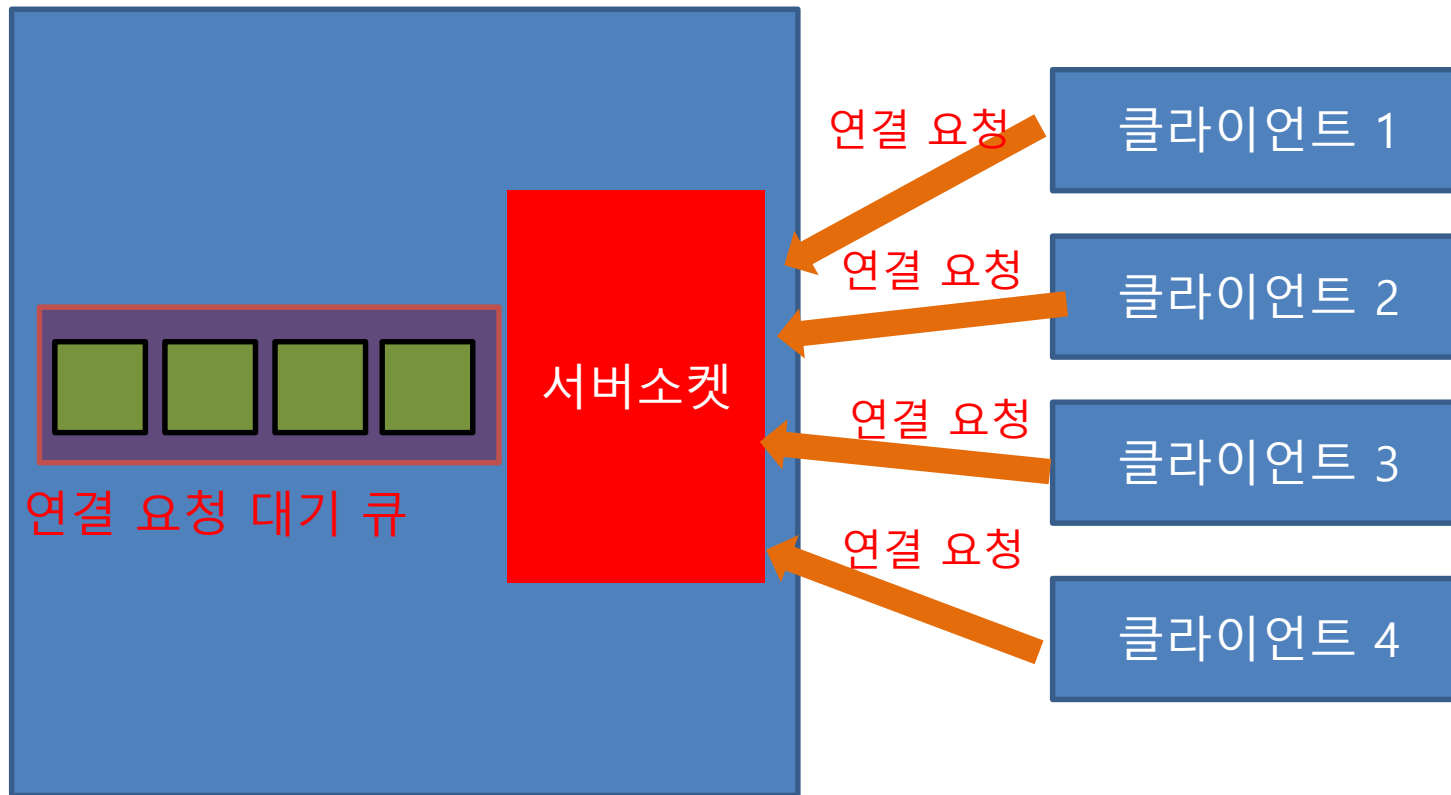 연결 요청
클라이언트 1
연결 요청
클라이언트 2
서버소켓
연결 요청
클라이언트 3
연결 요청 대기 큐
연결 요청
클라이언트 4